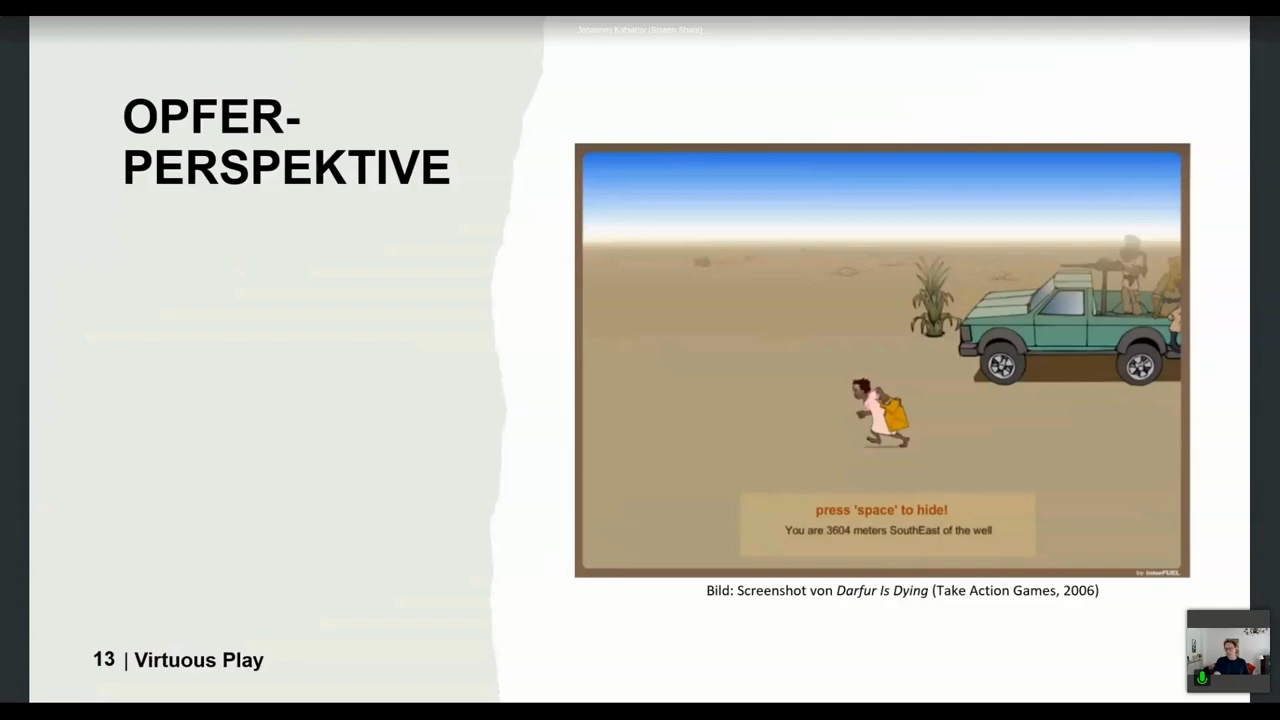 OPFER-
PERSPEKTIVE
press 'space' to hide!
You are 3604 meters SouthEast of the well
Bild: Screenshot von Darfur Is Dying (Take Action Games, 2006)
13 | Virtuous Play